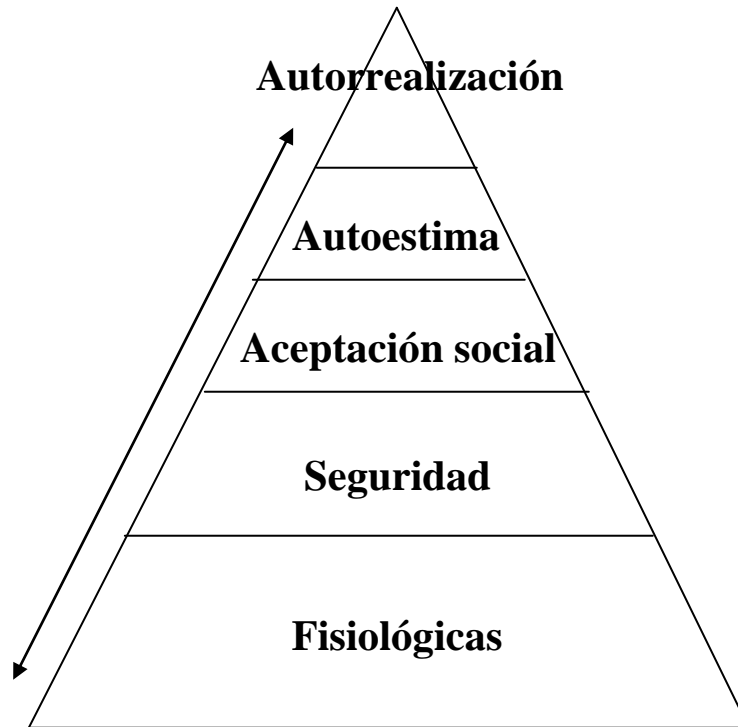 Autorrealización
Autoestima
Aceptación social
Seguridad
Fisiológicas